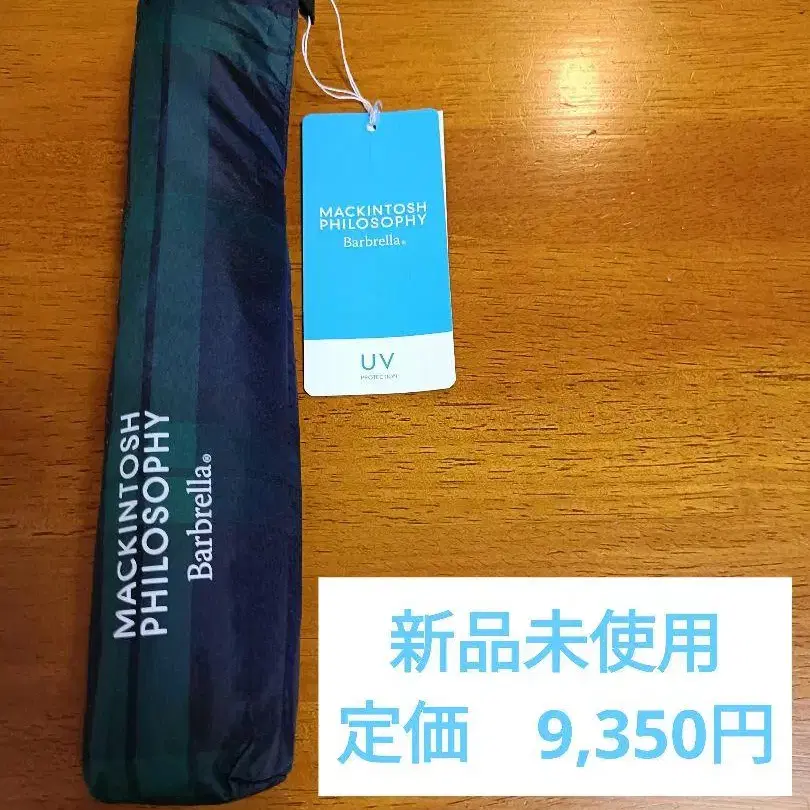 MACKINTOSH
PHILOSOPHY
Barbrella®
UV
PROTECTION
MACKINTOSH
PHILOSOPHY
Barbrella®
新品未使用
定価　9,350円